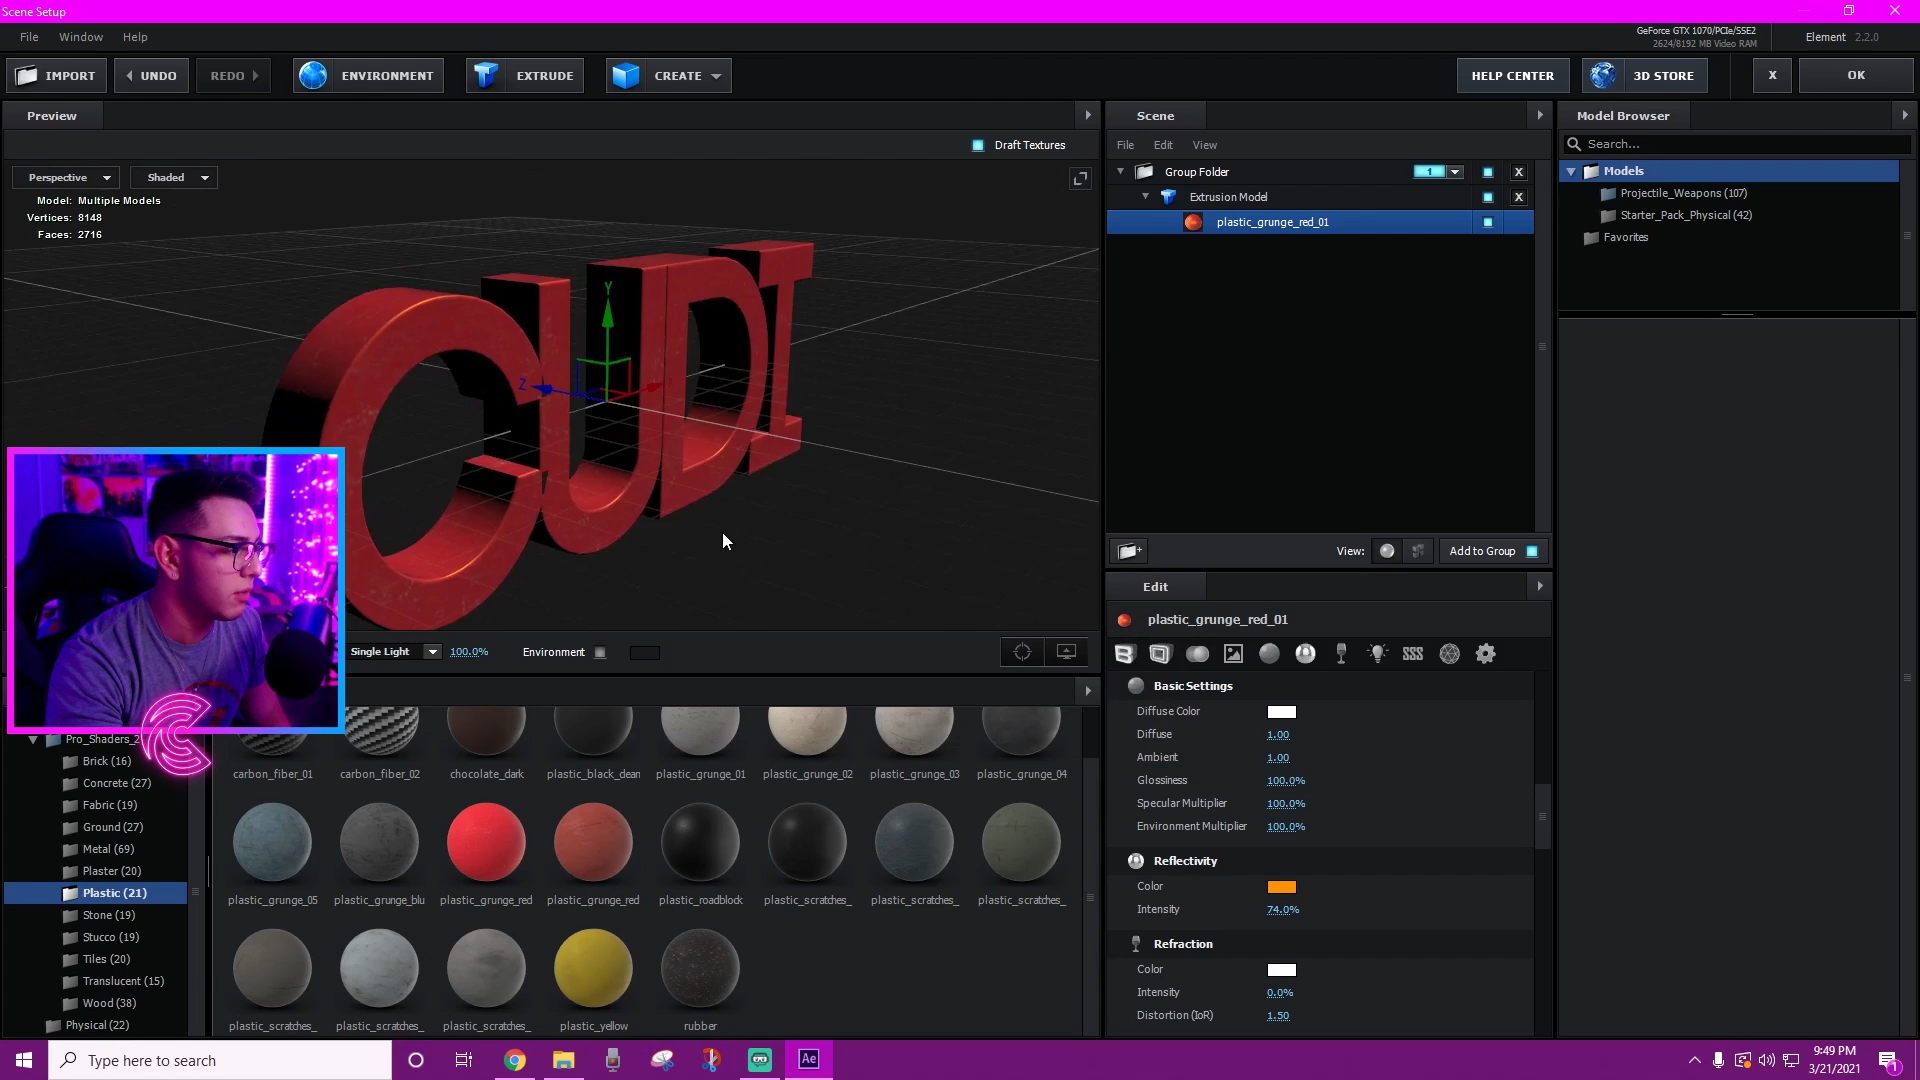 Scene Setup
File Window Help
GeForce GTX 1070/PCIe/SSE2
2624/8192 MB Video RAM
Element 2.2.0
IMPORT UNDO REDO ENVIRONMENT EXTRUDE CREATE HELP CENTER 3D STORE X OK
Preview
Draft Textures
Perspective Shaded
Model: Multiple Models
Vertices: 8148
Faces: 2716
CUDI
Y
Z
Single Light 100.0% Environment
Scene
File Edit View
Group Folder 1 X
Extrusion Model X
plastic_grunge_red_01
View: Add to Group
Model Browser
Search...
Models
Projectile_Weapons (107)
Starter_Pack_Physical (42)
Favorites
Edit
plastic_grunge_red_01
Basic Settings
Diffuse Color
Diffuse 1.00
Ambient 1.00
Glossiness 100.0%
Specular Multiplier 100.0%
Environment Multiplier 100.0%
Reflectivity
Color
Intensity 74.0%
Refraction
Color
Intensity 0.0%
Distortion (IoR) 1.50
Pro_Shaders_2
Brick (16)
Concrete (27)
Fabric (19)
Ground (27)
Metal (69)
Plaster (20)
Plastic (21)
Stone (19)
Stucco (19)
Tiles (20)
Translucent (15)
Wood (38)
Physical (22)
carbon_fiber_01 carbon_fiber_02 chocolate_dark plastic_black_dean plastic_grunge_01 plastic_grunge_02 plastic_grunge_03 plastic_grunge_04
plastic_grunge_05 plastic_grunge_blu plastic_grunge_red plastic_grunge_red plastic_roadblock plastic_scratches_ plastic_scratches_ plastic_scratches_
plastic_scratches_ plastic_scratches_ plastic_scratches_ plastic_yellow rubber
Type here to search
Ae
9:49 PM
3/21/2021
1